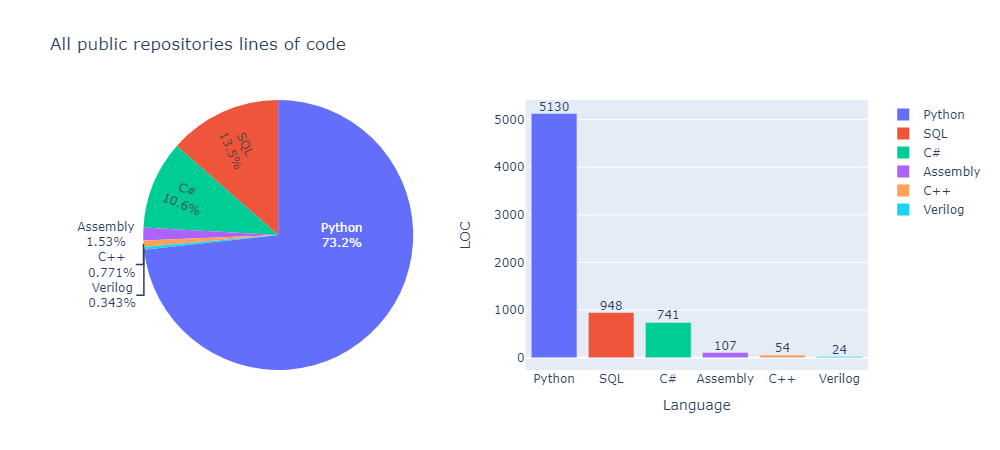 All public repositories lines of code
SQL
13.5%
C#
10.6%
Python
73.2%
Assembly
1.53%
C++
0.771%
Verilog
0.343%
LOC
5000
4000
3000
2000
1000
0
5130
948
741
107
54
24
Python
SQL
C#
Assembly
C++
Verilog
Language
Python
SQL
C#
Assembly
C++
Verilog